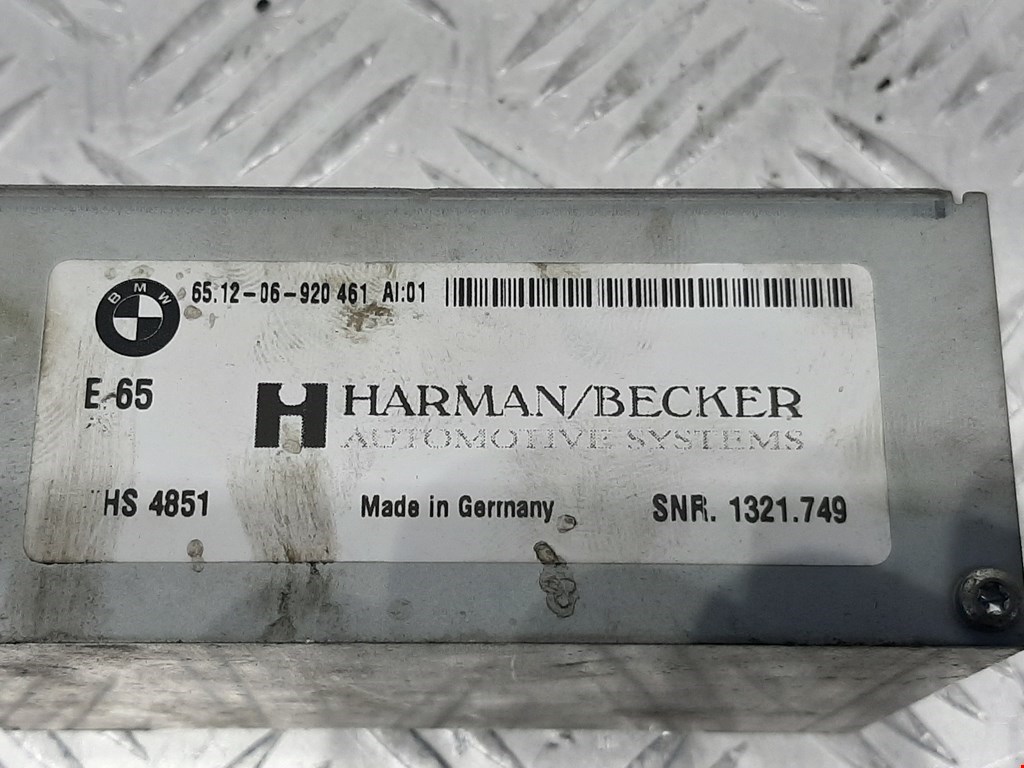 BMW
65.12-06-920 461 AI:01
E 65
HARMAN/BECKER
AUTOMOTIVE SYSTEMS
HS 4851 Made in Germany SNR. 1321.749